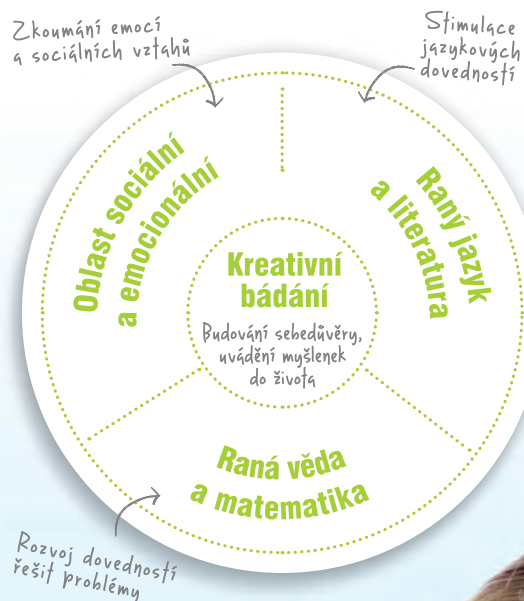 Zkoumání emocí
a sociálních vztahů
Stimulace
jazykových
dovedností
Oblast sociální
a emocionální
Raný jazyk
a literatura
Kreativní
bádání
Budování sebedůvěry,
uvádění myšlenek
do života
Raná věda
a matematika
Rozvoj dovedností
řešit problémy